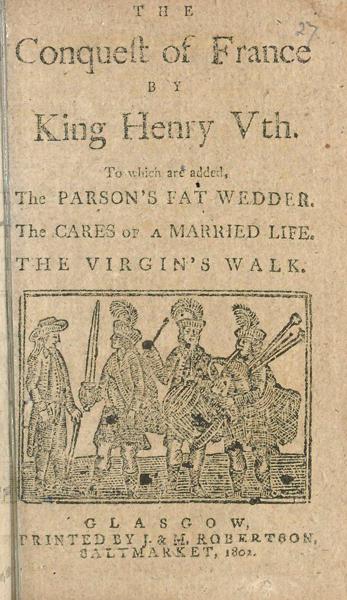 THE
27
Conqueſt of France
BY
King Henry Vth.
To which are added,
The PARSON'S FAT WEDDER.
The CARES OF A MARRIED LIFE.
THE VIRGIN'S WALK.
GLASGOW,
PRINTED BY J. & M. ROBERTSON,
SALTMARKET, 1802.